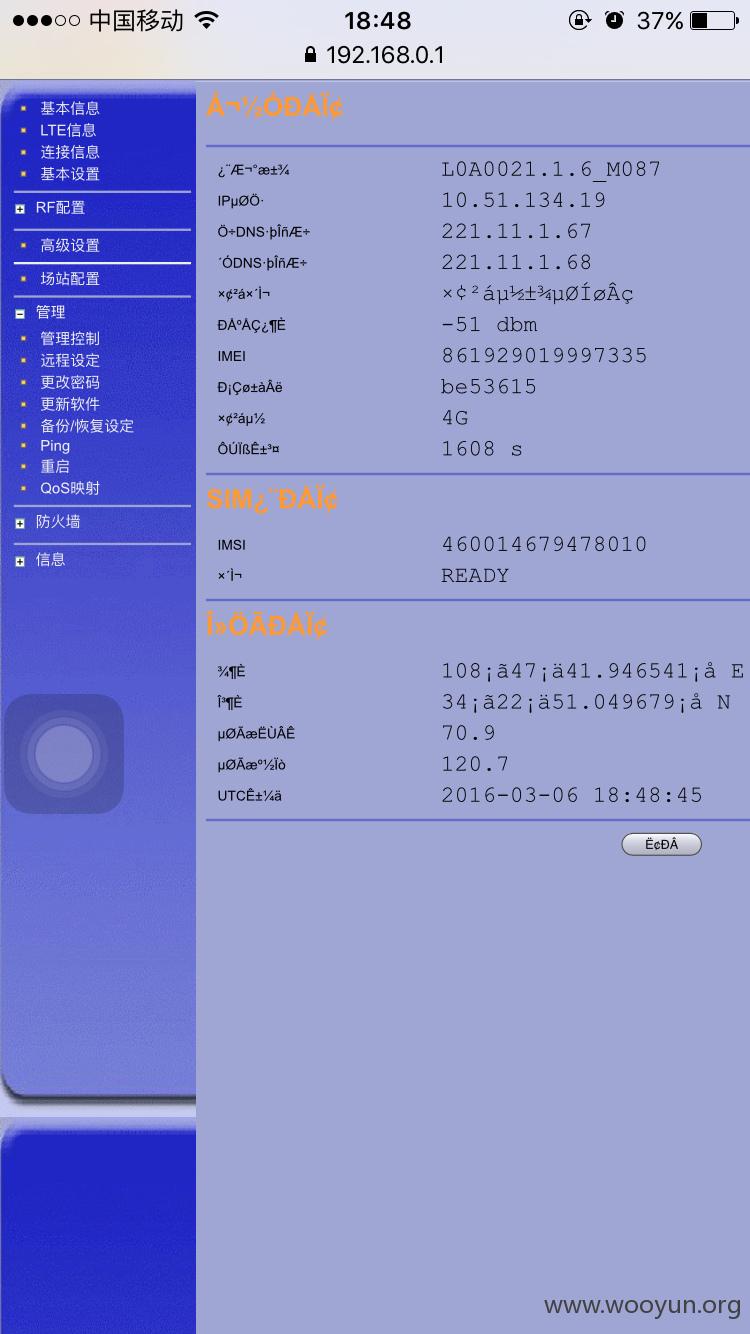 中国移动 18:48 37%
192.168.0.1
基本信息
LTE信息
连接信息
基本设置
RF配置
高级设置
场站配置
管理
管理控制
远程设定
更改密码
更新软件
备份/恢复设定
Ping
重启
QoS映射
防火墙
信息
Á¬½ÓÐÅÏ¢
¿¨Æ¬°æ±¾ L0A0021.1.6_M087
IPµØÖ· 10.51.134.19
Ö÷DNS·þÎñÆ÷ 221.11.1.67
´ÓDNS·þÎñÆ÷ 221.11.1.68
×¢²á×´Ì¬ ×¢²áµ½±¾µØÍøÂç
ÐÅºÅÇ¿¶È -51 dbm
IMEI 861929019997335
Ð¡Çø±àÂë be53615
×¢²áµ½ 4G
ÔÚÏßÊ±³¤ 1608 s
SIM¿¨ÐÅÏ¢
IMSI 460014679478010
×´Ì¬ READY
Î»ÖÃÐÅÏ¢
¾¶È 108¡ã47¡ä41.946541¡å E
Î³¶È 34¡ã22¡ä51.049679¡å N
µØÃæËÙÂÊ 70.9
µØÃæº½Ïò 120.7
UTCÊ±¼ä 2016-03-06 18:48:45
Ë¢ÐÂ
www.wooyun.org